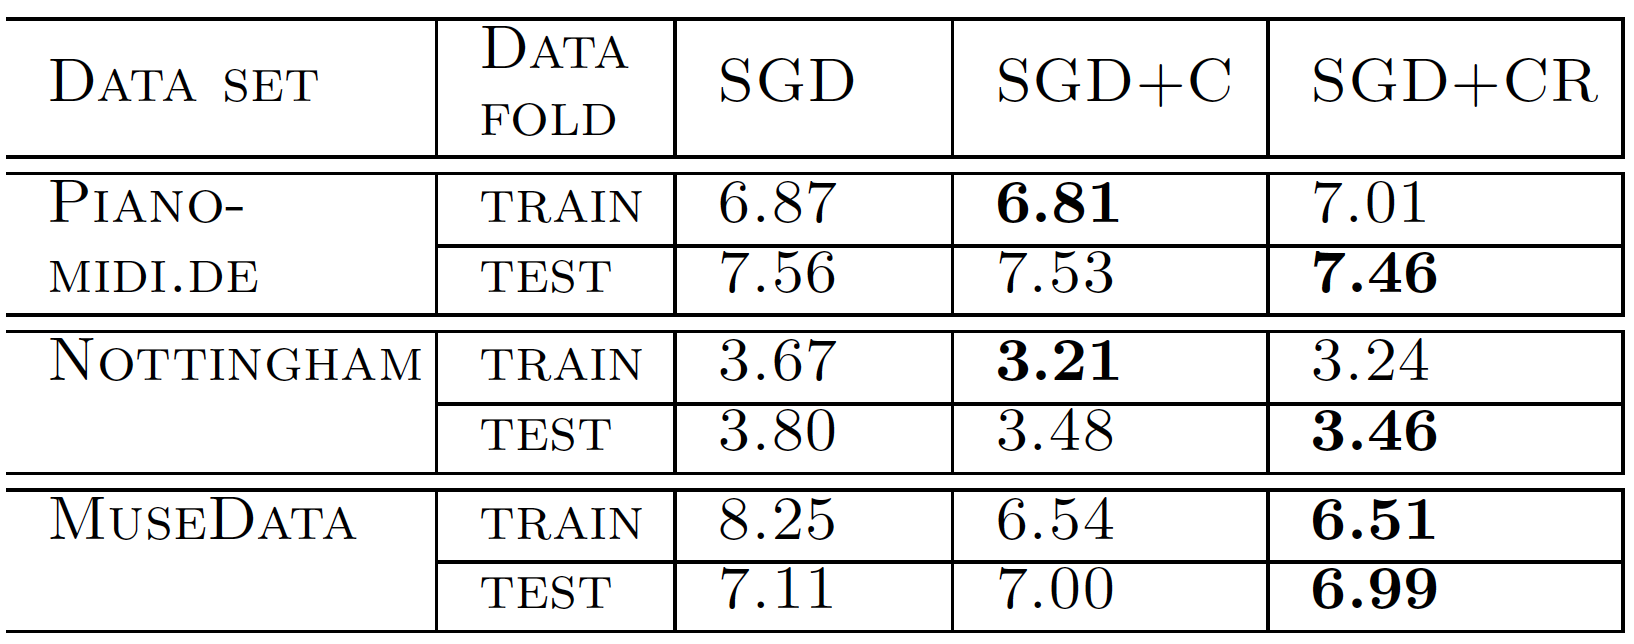 DATA SET DATA FOLD SGD SGD+C SGD+CR
PIANO-MIDI.DE TRAIN 6.87 6.81 7.01
TEST 7.56 7.53 7.46
NOTTINGHAM TRAIN 3.67 3.21 3.24
TEST 3.80 3.48 3.46
MUSEDATA TRAIN 8.25 6.54 6.51
TEST 7.11 7.00 6.99